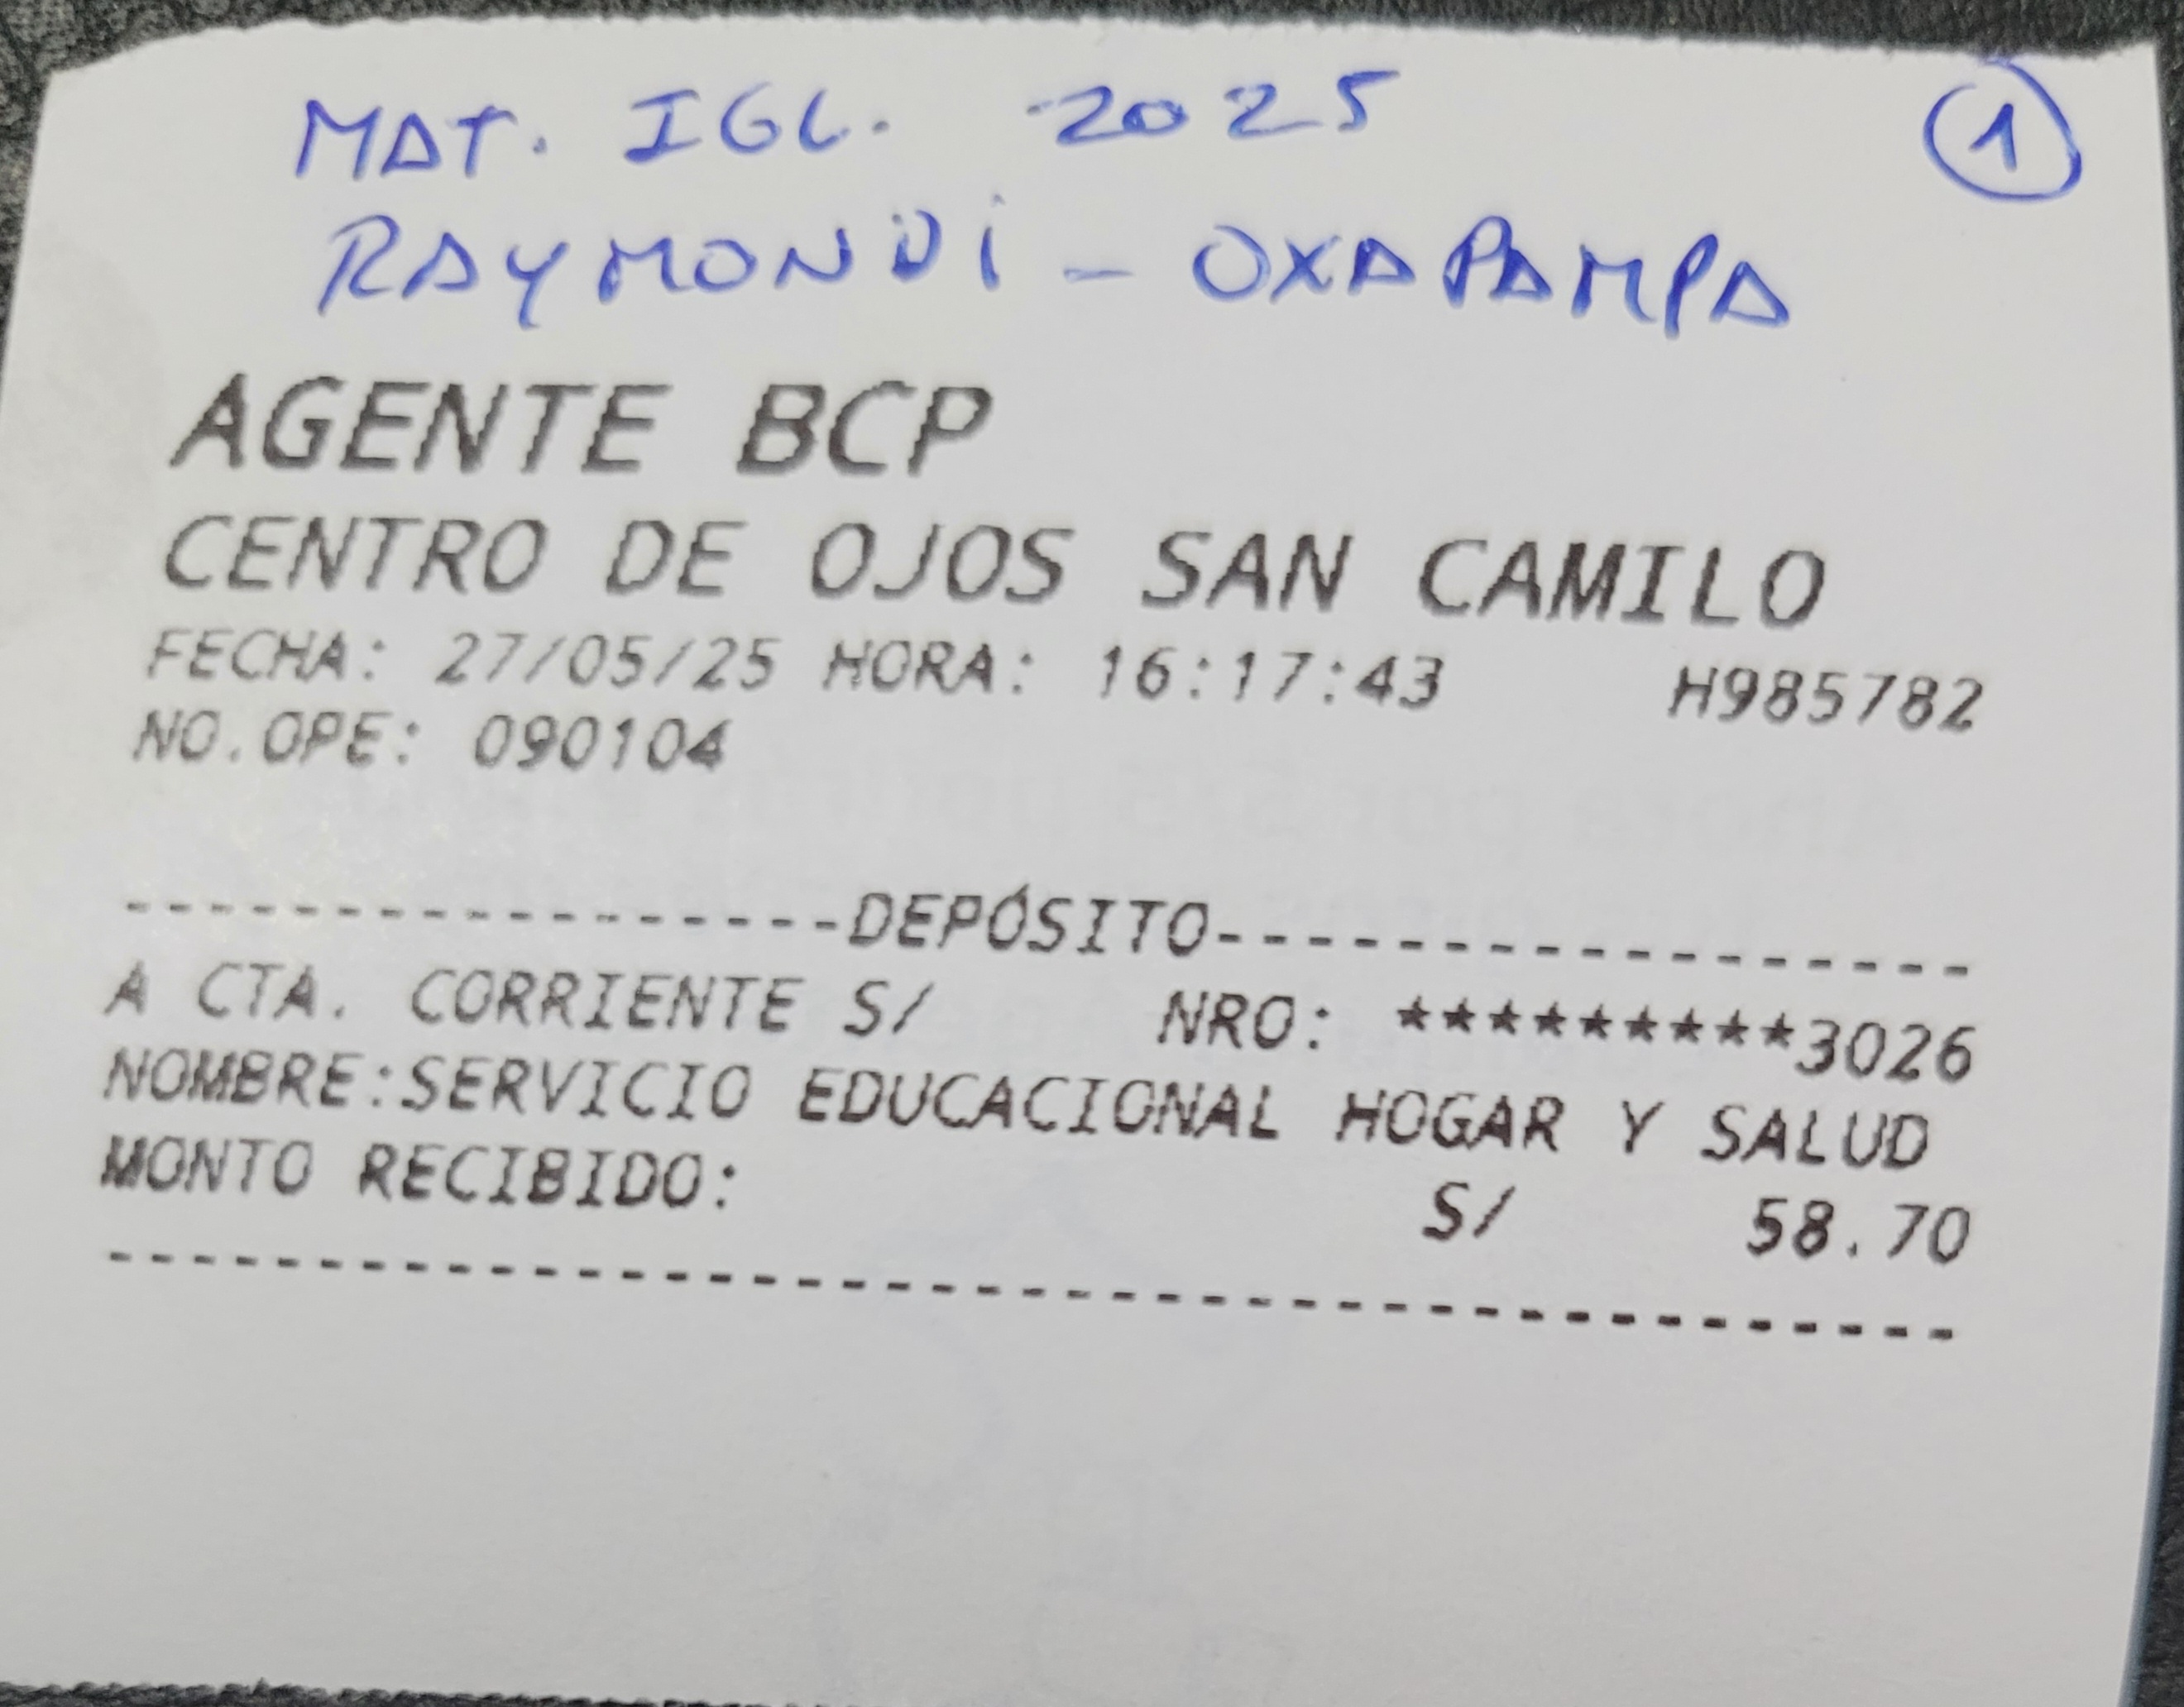 MAT. IGL. 2025
1
RAYMONDI - OXAPAMPA
AGENTE BCP
CENTRO DE OJOS SAN CAMILO
FECHA: 27/05/25 HORA: 16:17:43 H985782
NO.OPE: 090104
-----------------DEPÓSITO-----------------
A CTA. CORRIENTE S/ NRO: *********3026
NOMBRE:SERVICIO EDUCACIONAL HOGAR Y SALUD
MONTO RECIBIDO: S/ 58.70
------------------------------------------